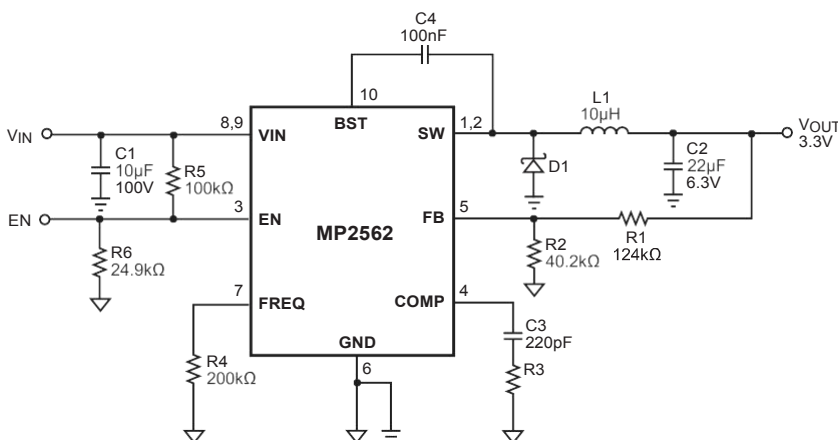 C4
100nF
10
BST
8,9
VIN
1,2
SW
L1
10µH
VIN
VOUT
3.3V
C1
10µF
100V
R5
100kΩ
D1
C2
22µF
6.3V
EN
3
EN
MP2562
5
FB
R6
24.9kΩ
R2
40.2kΩ
R1
124kΩ
7
FREQ
4
COMP
R4
200kΩ
GND
6
C3
220pF
R3